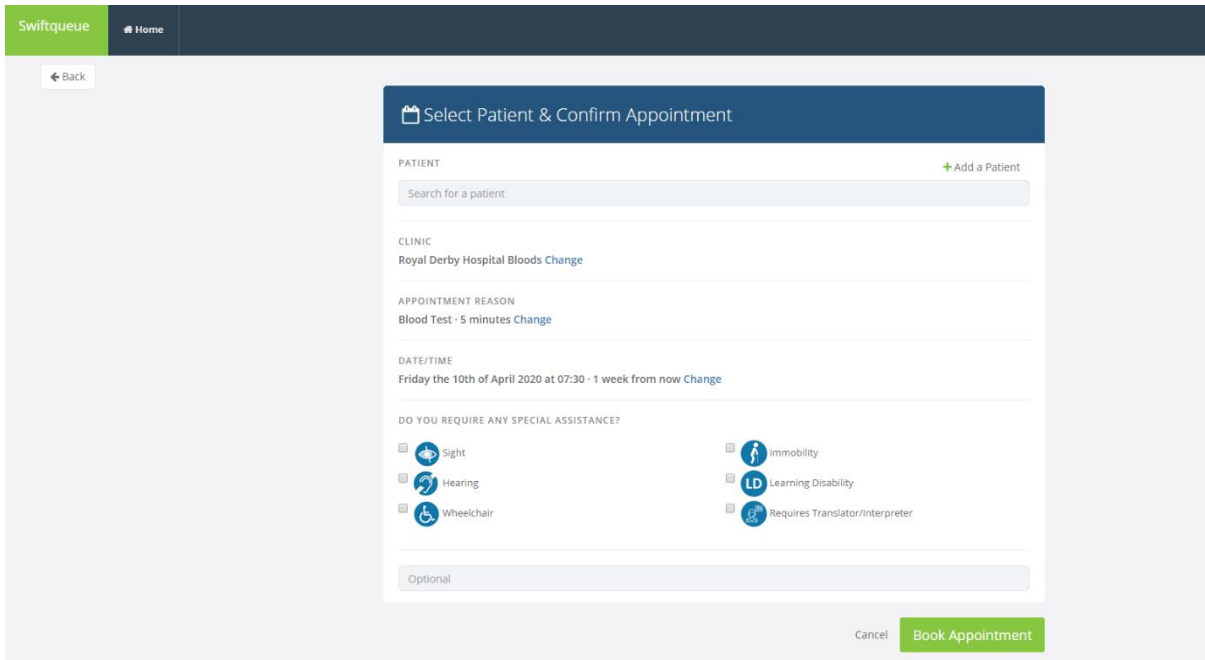 Swiftqueue
Home
Back
Select Patient & Confirm Appointment
PATIENT
+ Add a Patient
Search for a patient
CLINIC
Royal Derby Hospital Bloods Change
APPOINTMENT REASON
Blood Test · 5 minutes Change
DATE/TIME
Friday the 10th of April 2020 at 07:30 · 1 week from now Change
DO YOU REQUIRE ANY SPECIAL ASSISTANCE?
Sight
Immobility
Hearing
LD Learning Disability
Wheelchair
Requires Translator/Interpreter
Optional
Cancel
Book Appointment